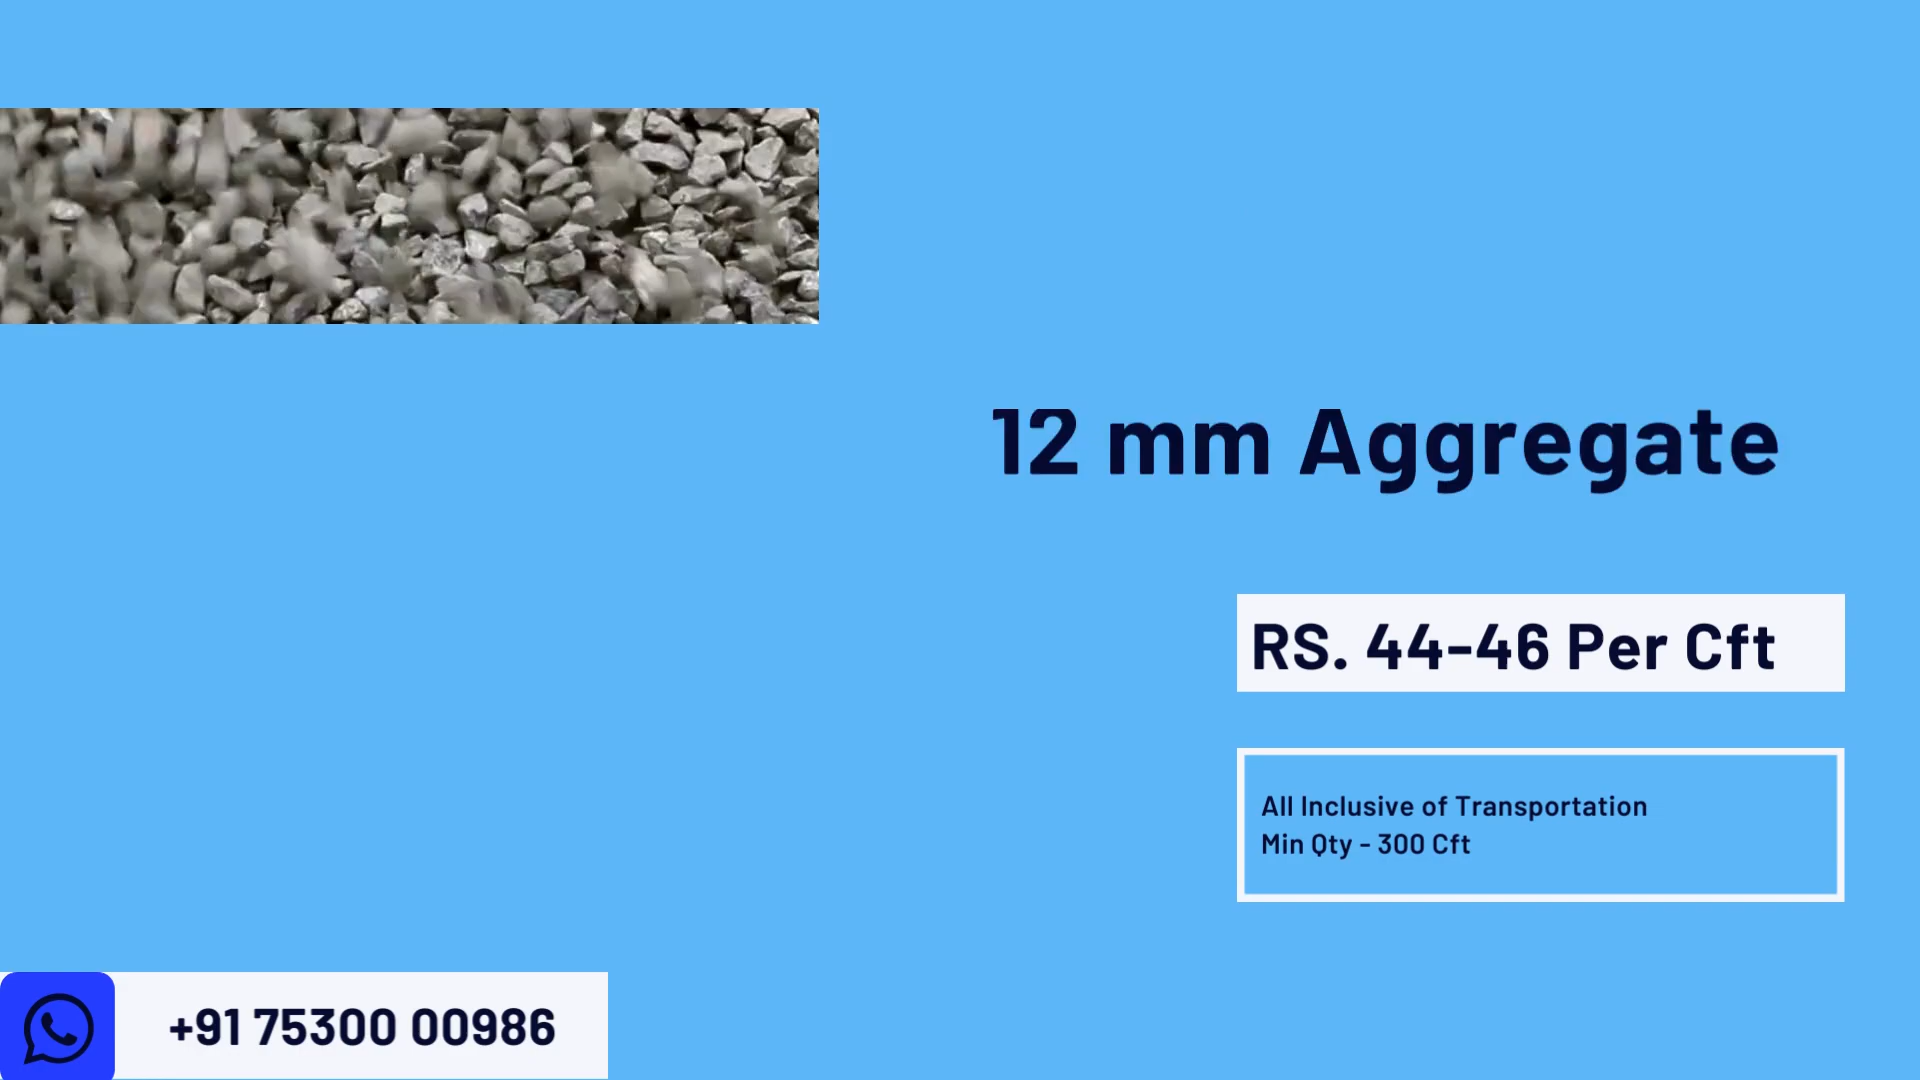 12 mm Aggregate
RS. 44-46 Per Cft
All Inclusive of Transportation
Min Qty - 300 Cft
+91 75300 00986